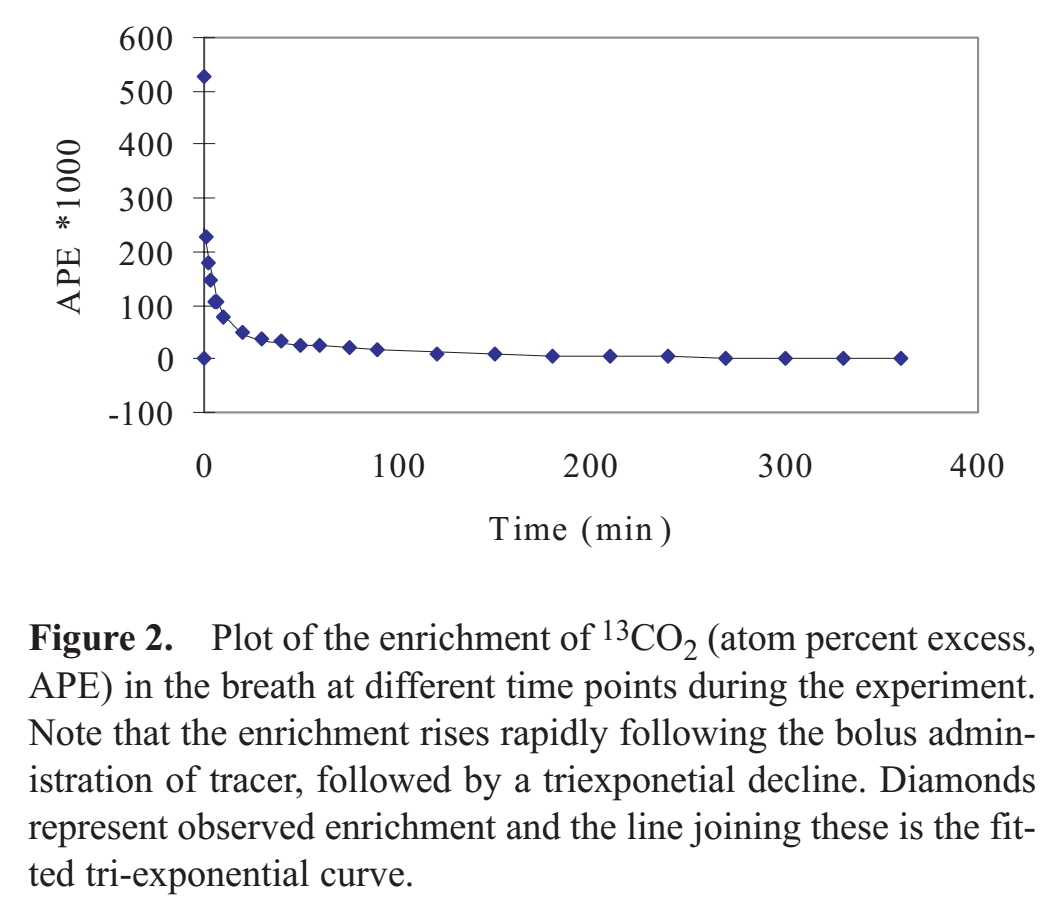 600
500
400
300
200
100
0
-100
APE *1000
0 100 200 300 400
Time (min)
Figure 2. Plot of the enrichment of ¹³CO₂ (atom percent excess,
APE) in the breath at different time points during the experiment.
Note that the enrichment rises rapidly following the bolus admin-
istration of tracer, followed by a triexponetial decline. Diamonds
represent observed enrichment and the line joining these is the fit-
ted tri-exponential curve.